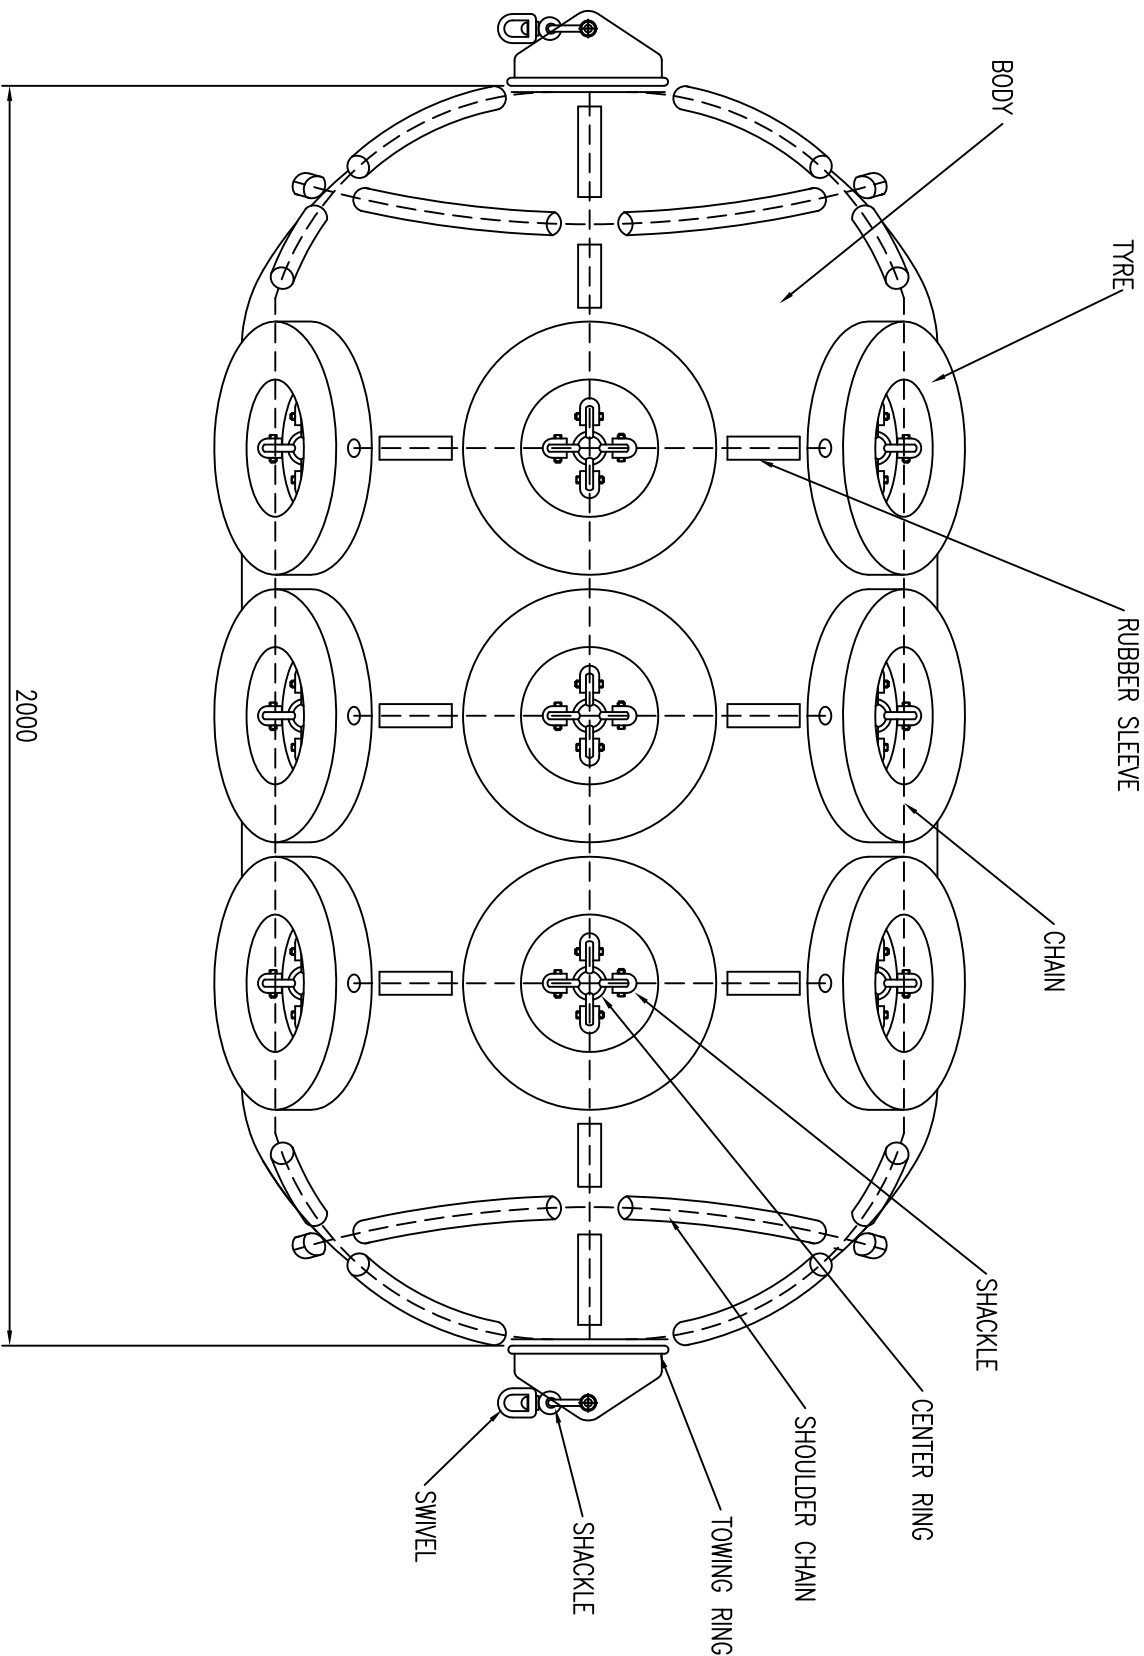 BODY
TYRE
RUBBER SLEEVE
CHAIN
SHACKLE
CENTER RING
SHOULDER CHAIN
TOWING RING
SHACKLE
SWIVEL
2000